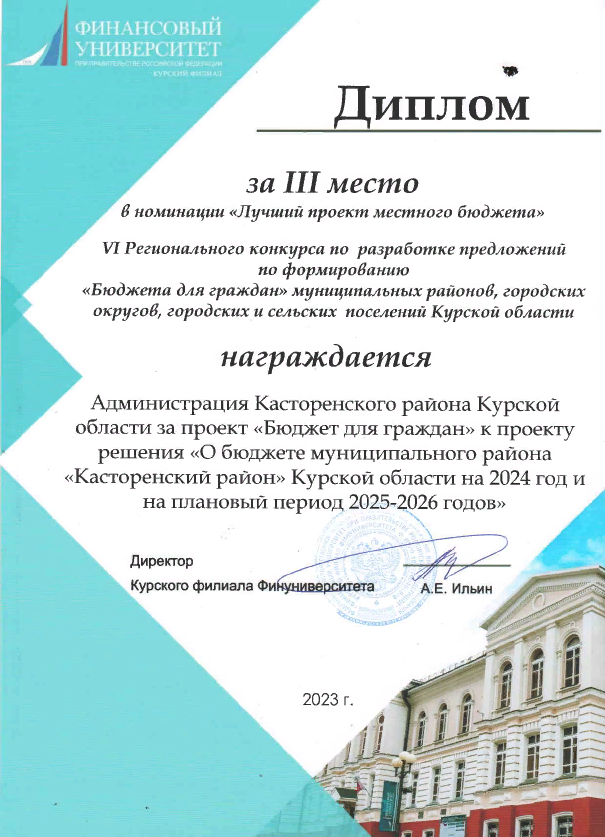 ФИНАНСОВЫЙ
УНИВЕРСИТЕТ
ПРИ ПРАВИТЕЛЬСТВЕ РОССИЙСКОЙ ФЕДЕРАЦИИ
КУРСКИЙ ФИЛИАЛ
Диплом
за III место
в номинации «Лучший проект местного бюджета»
VI Регионального конкурса по разработке предложений
по формированию
«Бюджета для граждан» муниципальных районов, городских
округов, городских и сельских поселений Курской области
награждается
Администрация Касторенского района Курской
области за проект «Бюджет для граждан» к проекту
решения «О бюджете муниципального района
«Касторенский район» Курской области на 2024 год и
на плановый период 2025-2026 годов»
Директор
Курского филиала Финуниверситета
А.Е. Ильин
2023 г.